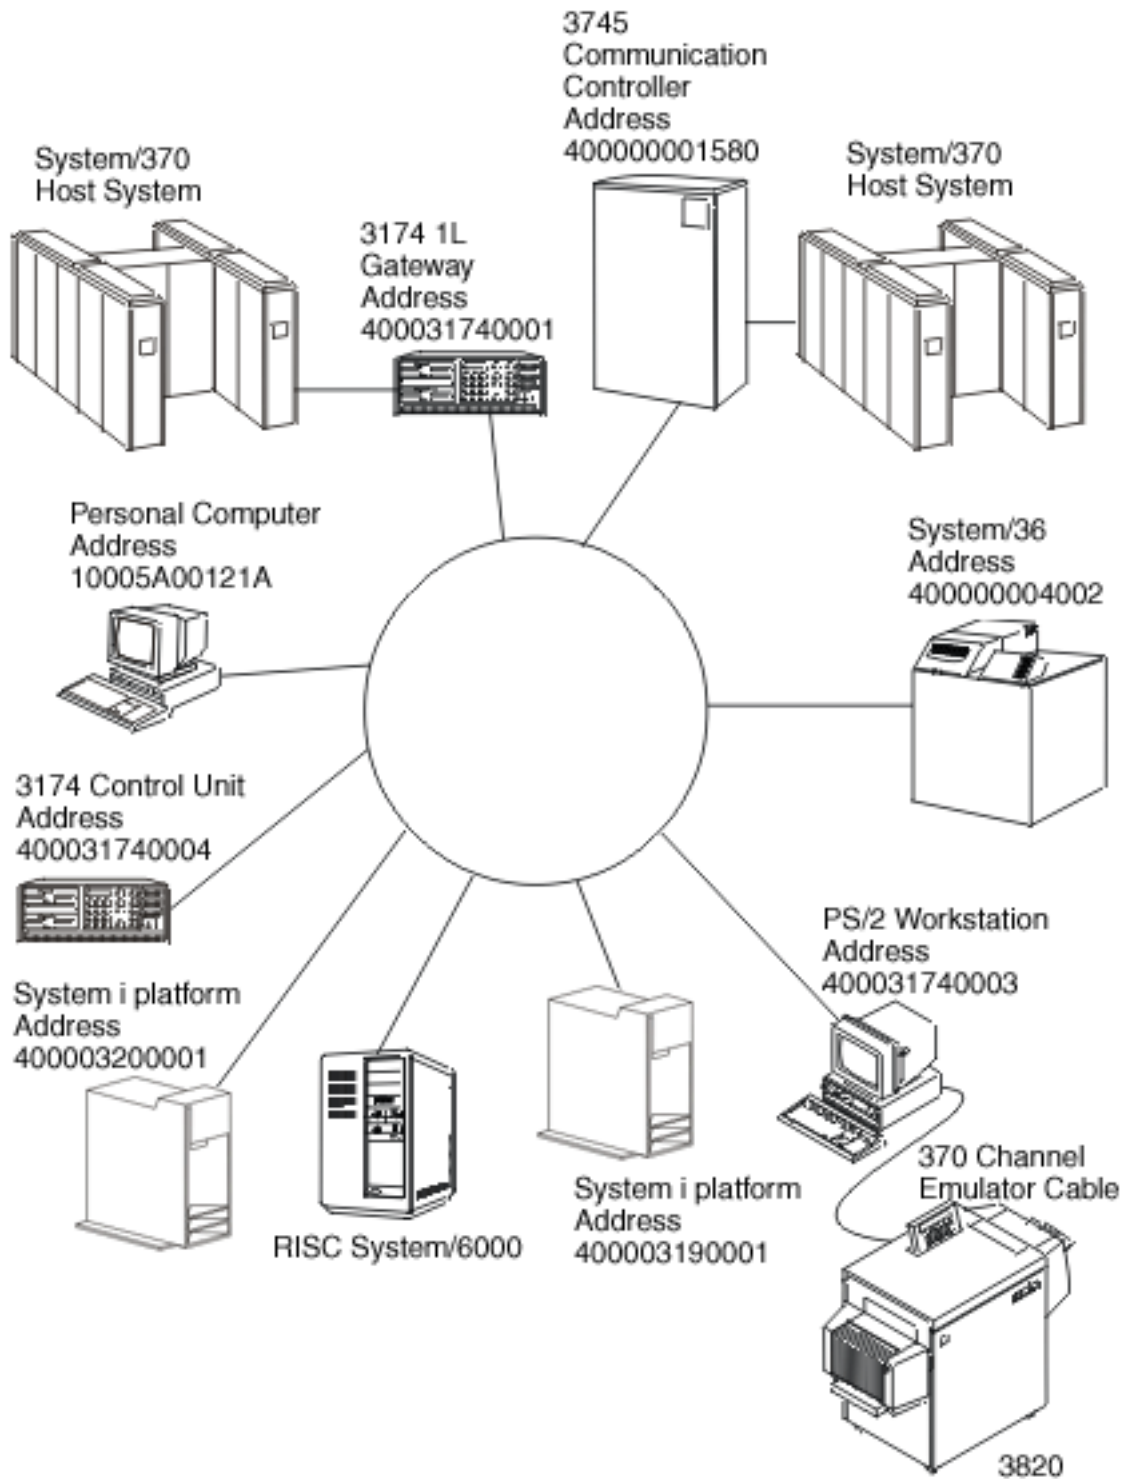 3745
Communication
Controller
Address
400000001580
System/370
Host System
System/370
Host System
3174 1L
Gateway
Address
400031740001
Personal Computer
Address
10005A00121A
System/36
Address
400000004002
3174 Control Unit
Address
400031740004
PS/2 Workstation
Address
400031740003
System i platform
Address
400003200001
370 Channel
Emulator Cable
System i platform
Address
400003190001
RISC System/6000
3820